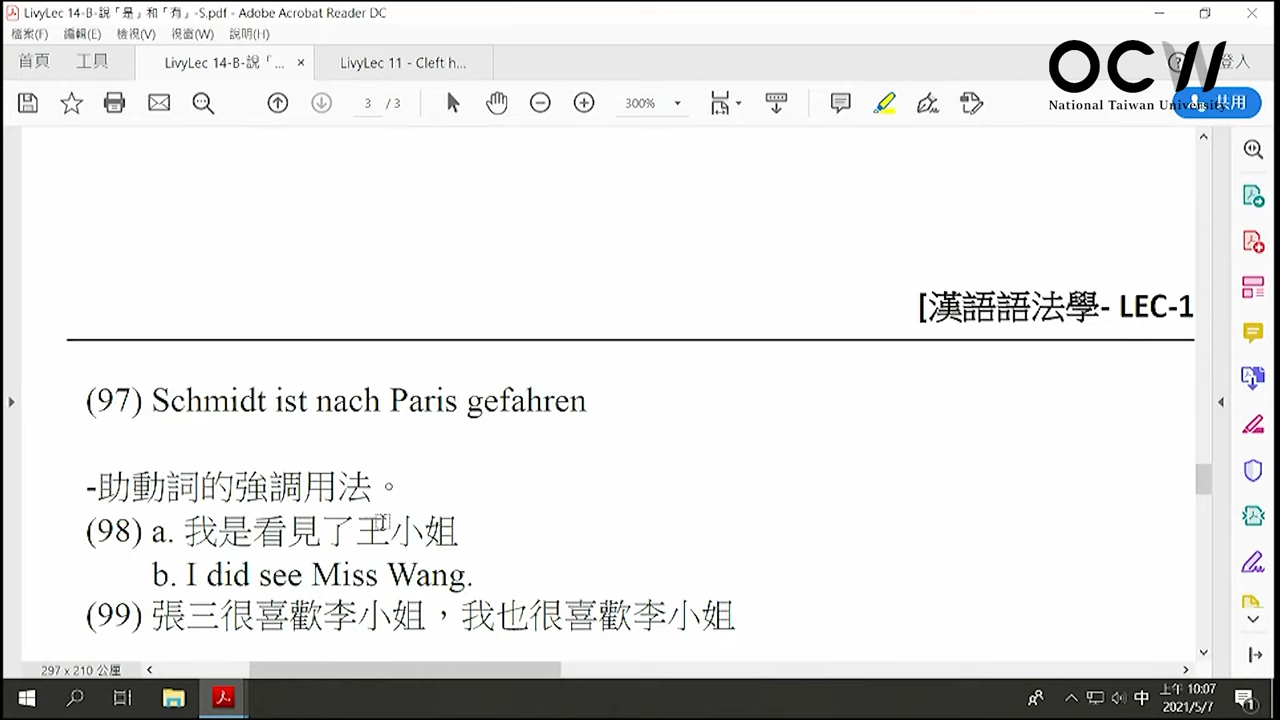 LivyLec 14-B-說「是」和「有」-S.pdf - Adobe Acrobat Reader DC
檔案(F) 編輯(E) 檢視(V) 視窗(W) 說明(H)
首頁 工具 LivyLec 14-B-說「... × LivyLec 11 - Cleft h... 登入
OCW
National Taiwan University
3 / 3 300% 共用
[漢語語法學- LEC-1
(97) Schmidt ist nach Paris gefahren
-助動詞的強調用法。
(98) a. 我是看見了王小姐
b. I did see Miss Wang.
(99) 張三很喜歡李小姐，我也很喜歡李小姐
297 x 210 公厘
中 上午 10:07
2021/5/7
1